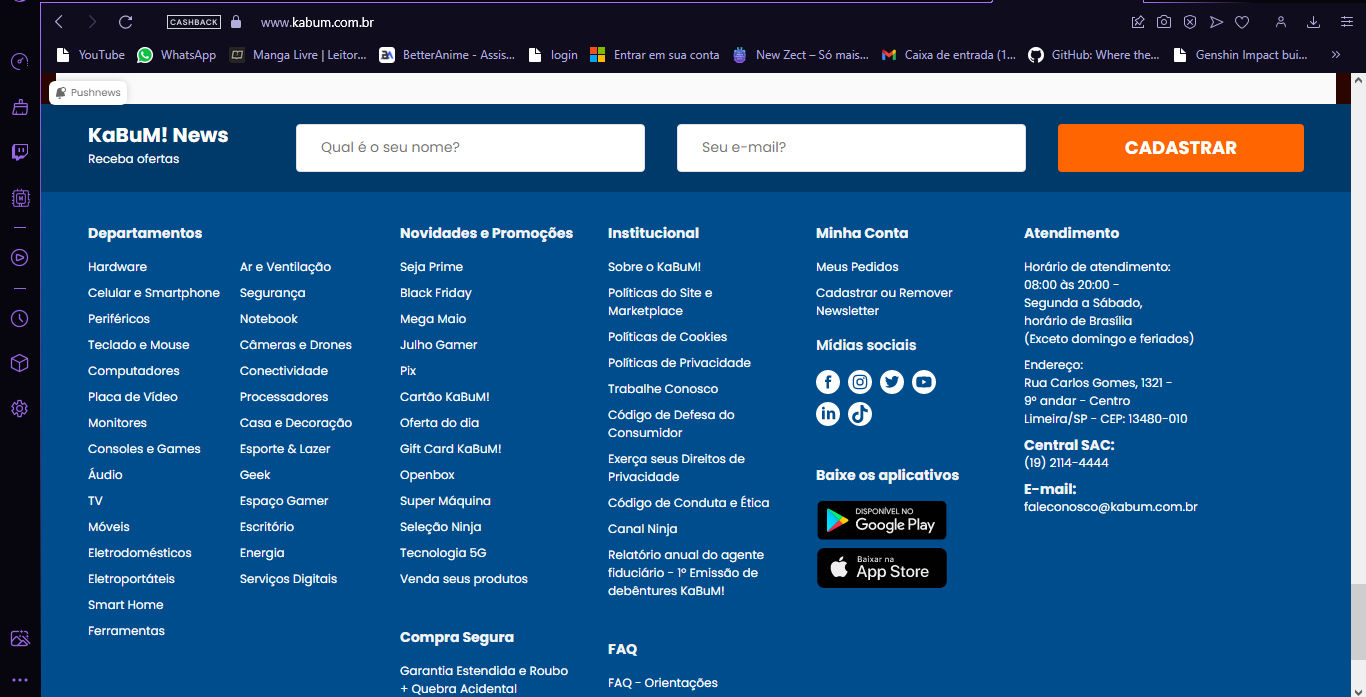 CASHBACK
www.kabum.com.br
YouTube
WhatsApp
Manga Livre | Leitor...
BetterAnime - Assis...
login
Entrar em sua conta
New Zect – Só mais...
Caixa de entrada (1...
GitHub: Where the...
Genshin Impact bui...
Pushnews
KaBuM! News
Receba ofertas
Qual é o seu nome?
Seu e-mail?
CADASTRAR
Departamentos
Hardware
Celular e Smartphone
Periféricos
Teclado e Mouse
Computadores
Placa de Vídeo
Monitores
Consoles e Games
Áudio
TV
Móveis
Eletrodomésticos
Eletroportáteis
Smart Home
Ferramentas
Ar e Ventilação
Segurança
Notebook
Câmeras e Drones
Conectividade
Processadores
Casa e Decoração
Esporte & Lazer
Geek
Espaço Gamer
Escritório
Energia
Serviços Digitais
Novidades e Promoções
Seja Prime
Black Friday
Mega Maio
Julho Gamer
Pix
Cartão KaBuM!
Oferta do dia
Gift Card KaBuM!
Openbox
Super Máquina
Seleção Ninja
Tecnologia 5G
Venda seus produtos
Compra Segura
Garantia Estendida e Roubo
+ Quebra Acidental
Institucional
Sobre o KaBuM!
Políticas do Site e
Marketplace
Políticas de Cookies
Políticas de Privacidade
Trabalhe Conosco
Código de Defesa do
Consumidor
Exerça seus Direitos de
Privacidade
Código de Conduta e Ética
Canal Ninja
Relatório anual do agente
fiduciário - 1º Emissão de
debêntures KaBuM!
FAQ
FAQ - Orientações
Minha Conta
Meus Pedidos
Cadastrar ou Remover
Newsletter
Mídias sociais
Baixe os aplicativos
DISPONÍVEL NO
Google Play
Baixar na
App Store
Atendimento
Horário de atendimento:
08:00 às 20:00 -
Segunda a Sábado,
horário de Brasília
(Exceto domingo e feriados)
Endereço:
Rua Carlos Gomes, 1321 -
9º andar - Centro
Limeira/SP - CEP: 13480-010
Central SAC:
(19) 2114-4444
E-mail:
faleconosco@kabum.com.br